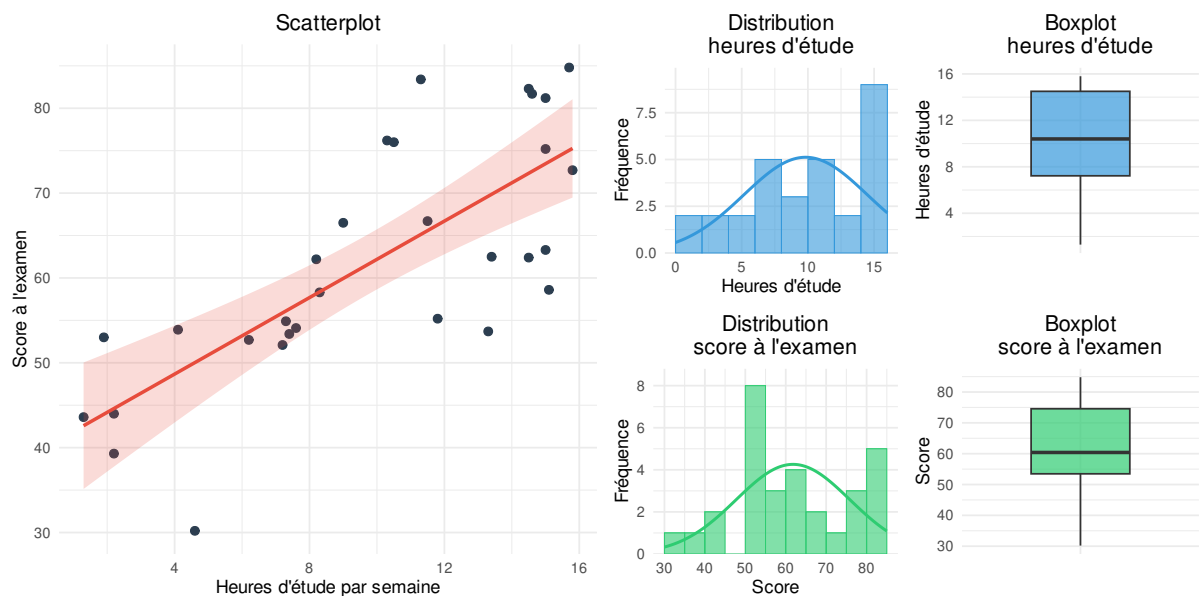 Scatterplot
Score à l'examen
80
70
60
50
40
30
4
8
12
16
Heures d'étude par semaine
Distribution
heures d'étude
Fréquence
7.5
5.0
2.5
0.0
0
5
10
15
Heures d'étude
Boxplot
heures d'étude
Heures d'étude
16
12
8
4
Distribution
score à l'examen
Fréquence
8
6
4
2
0
30
40
50
60
70
80
Score
Boxplot
score à l'examen
Score
80
70
60
50
40
30